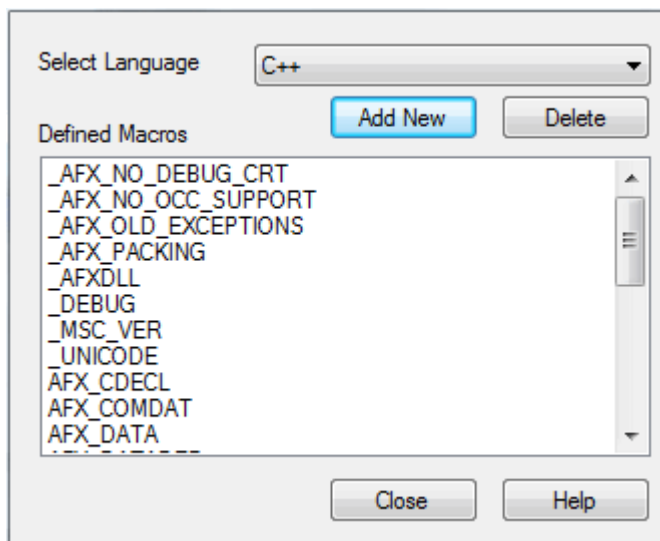 Select Language C++
Add New Delete
Defined Macros
_AFX_NO_DEBUG_CRT
_AFX_NO_OCC_SUPPORT
_AFX_OLD_EXCEPTIONS
_AFX_PACKING
_AFXDLL
_DEBUG
_MSC_VER
_UNICODE
AFX_CDECL
AFX_COMDAT
AFX_DATA
Close Help